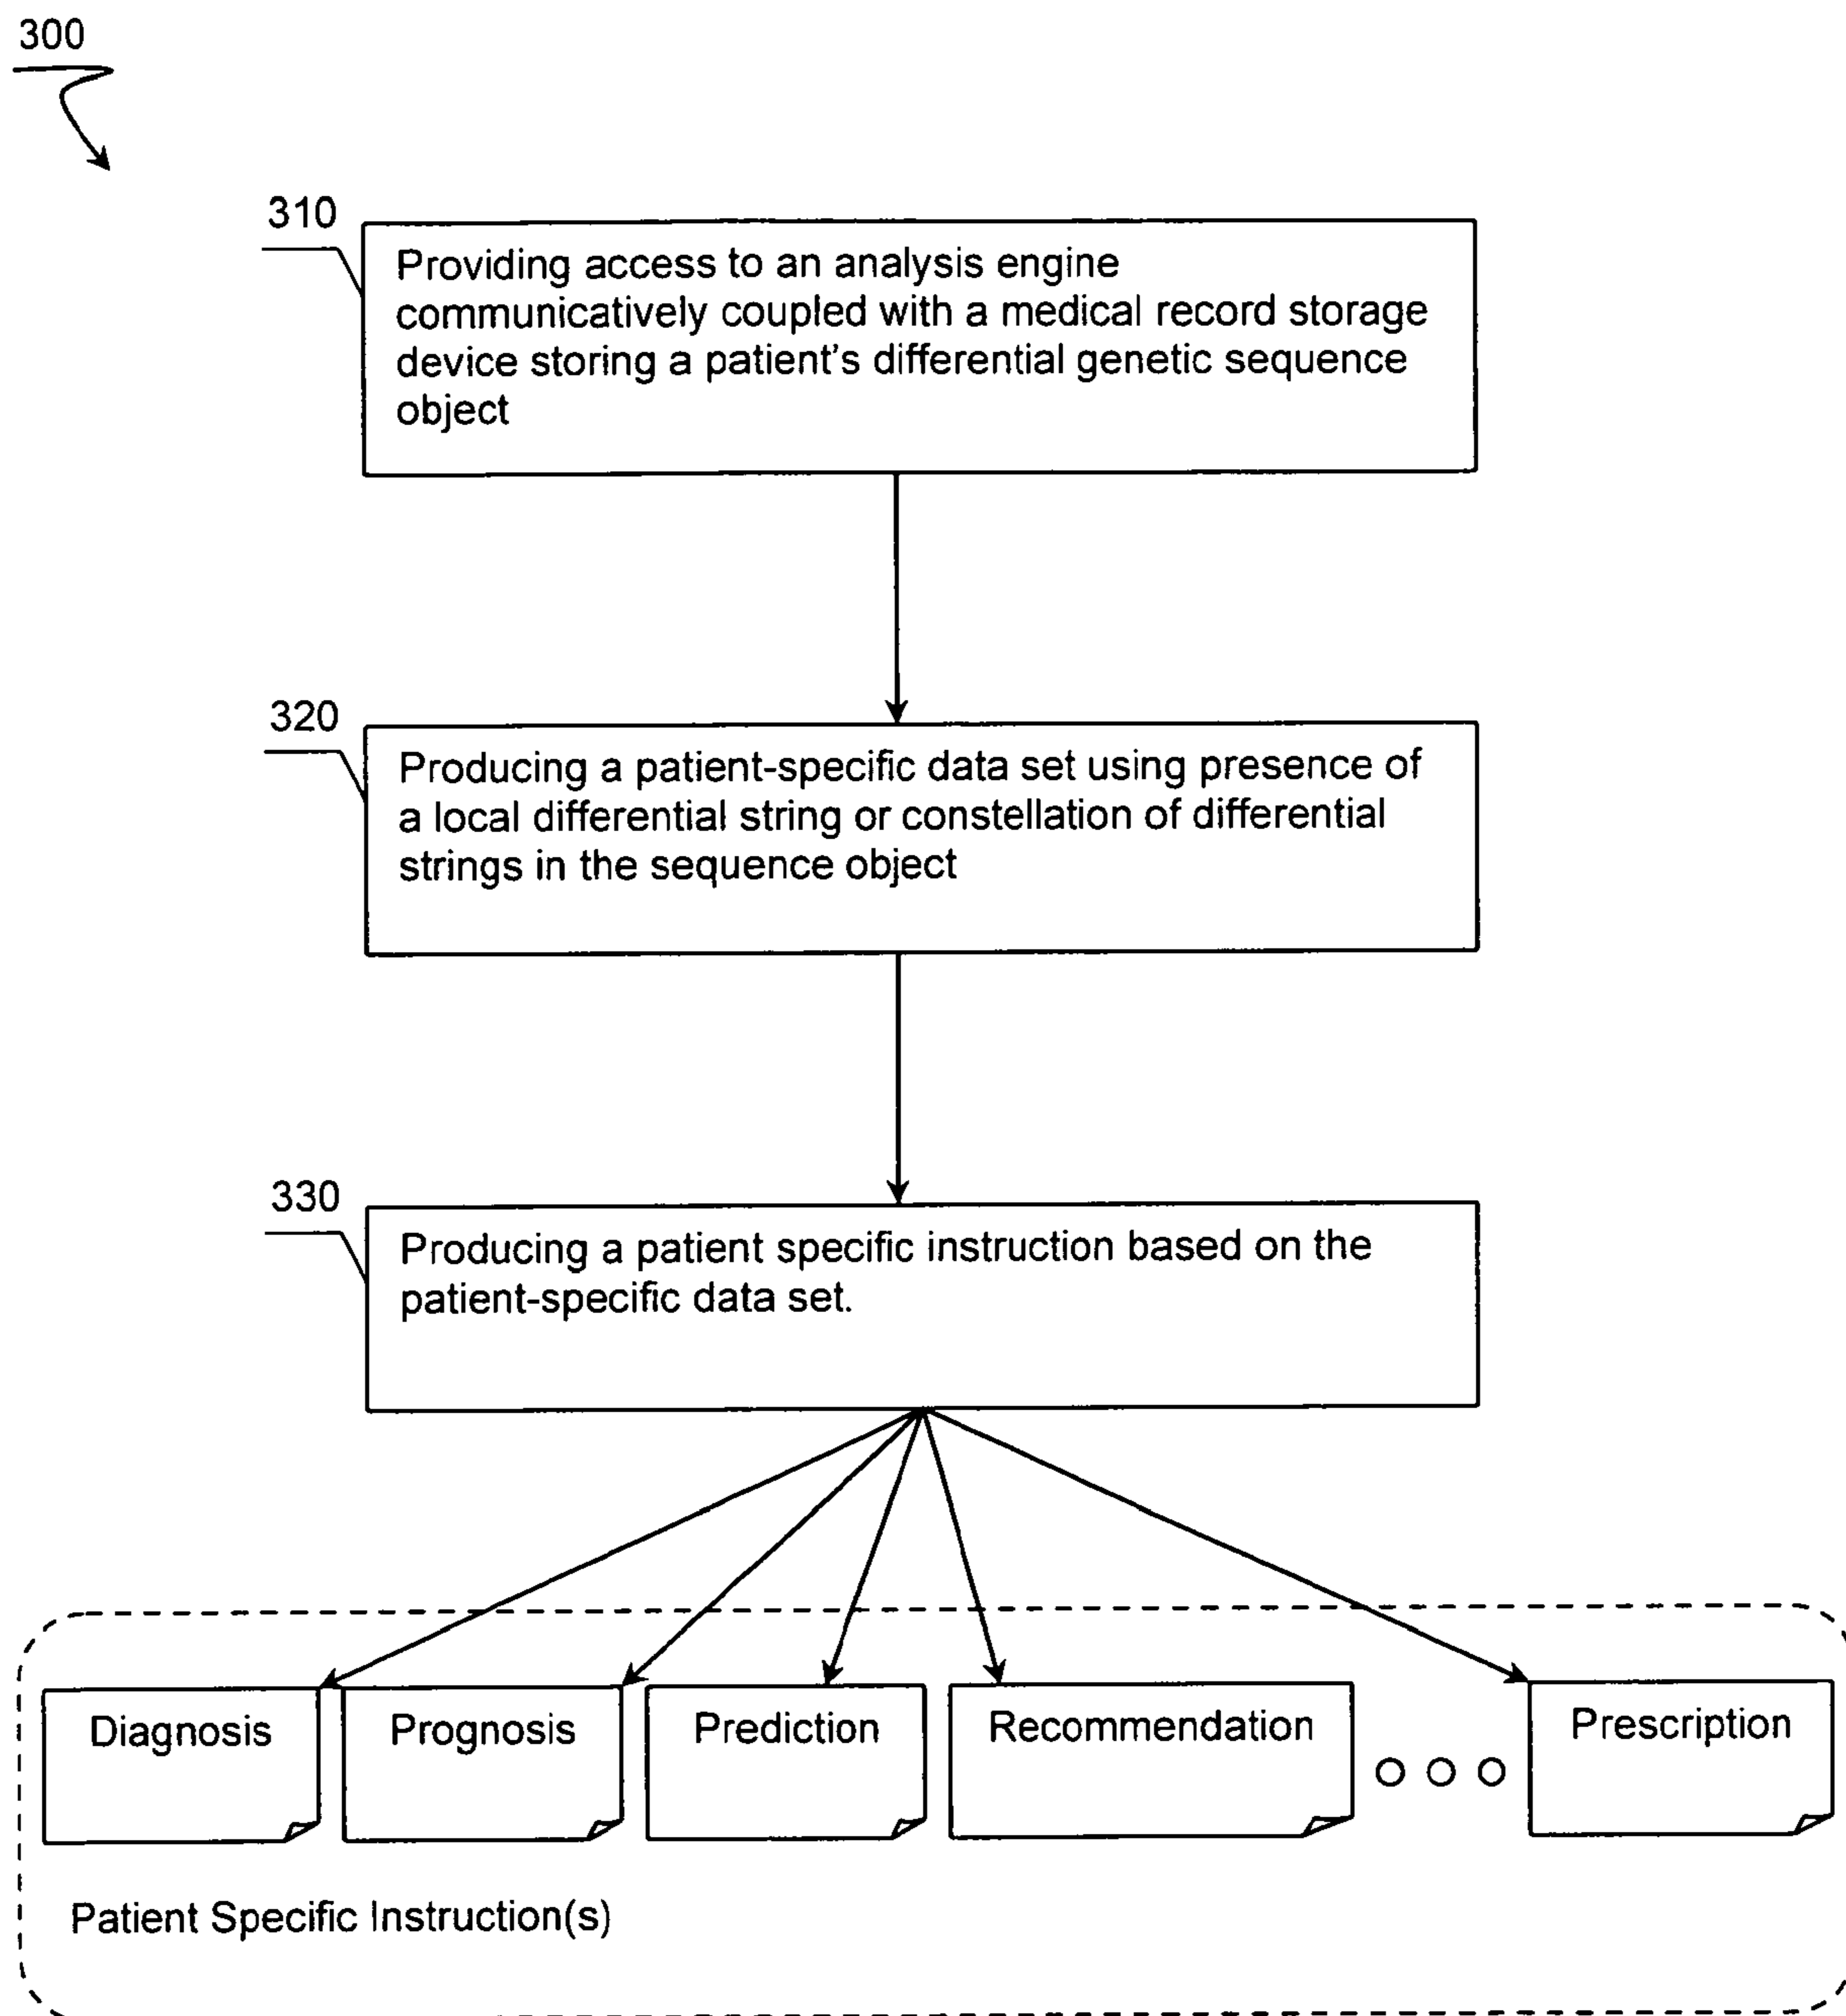 300
310
Providing access to an analysis engine
communicatively coupled with a medical record storage
device storing a patient's differential genetic sequence
object
320
Producing a patient-specific data set using presence of
a local differential string or constellation of differential
strings in the sequence object
330
Producing a patient specific instruction based on the
patient-specific data set.
Diagnosis
Prognosis
Prediction
Recommendation
Prescription
Patient Specific Instruction(s)